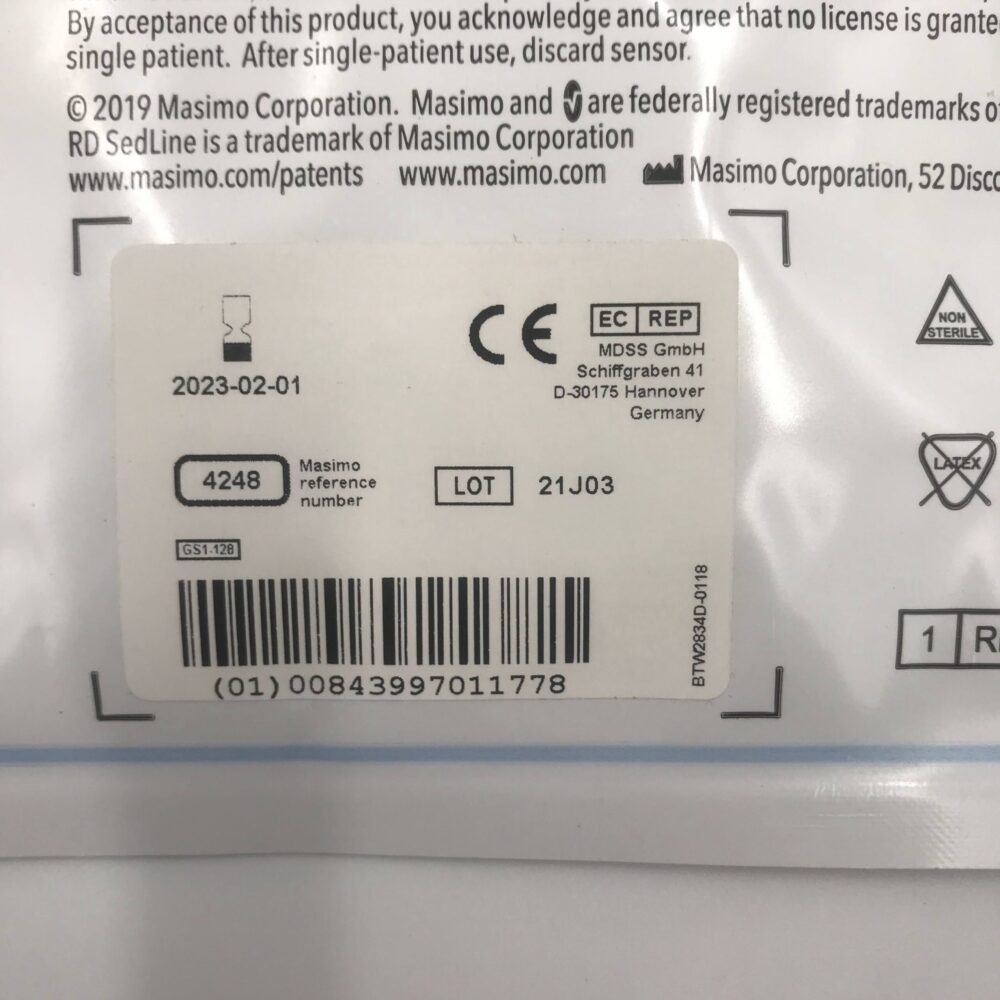 By acceptance of this product, you acknowledge and agree that no license is grante
single patient. After single-patient use, discard sensor.
© 2019 Masimo Corporation. Masimo and are federally registered trademarks o
RD SedLine is a trademark of Masimo Corporation
www.masimo.com/patents www.masimo.com Masimo Corporation, 52 Disco
NON
STERILE
2023-02-01
CE
EC REP
MDSS GmbH
Schiffgraben 41
D-30175 Hannover
Germany
4248
Masimo
reference
number
LOT 21J03
LATEX
GS1-128
(01)00843997011778
BTW2834D-0118
1 R